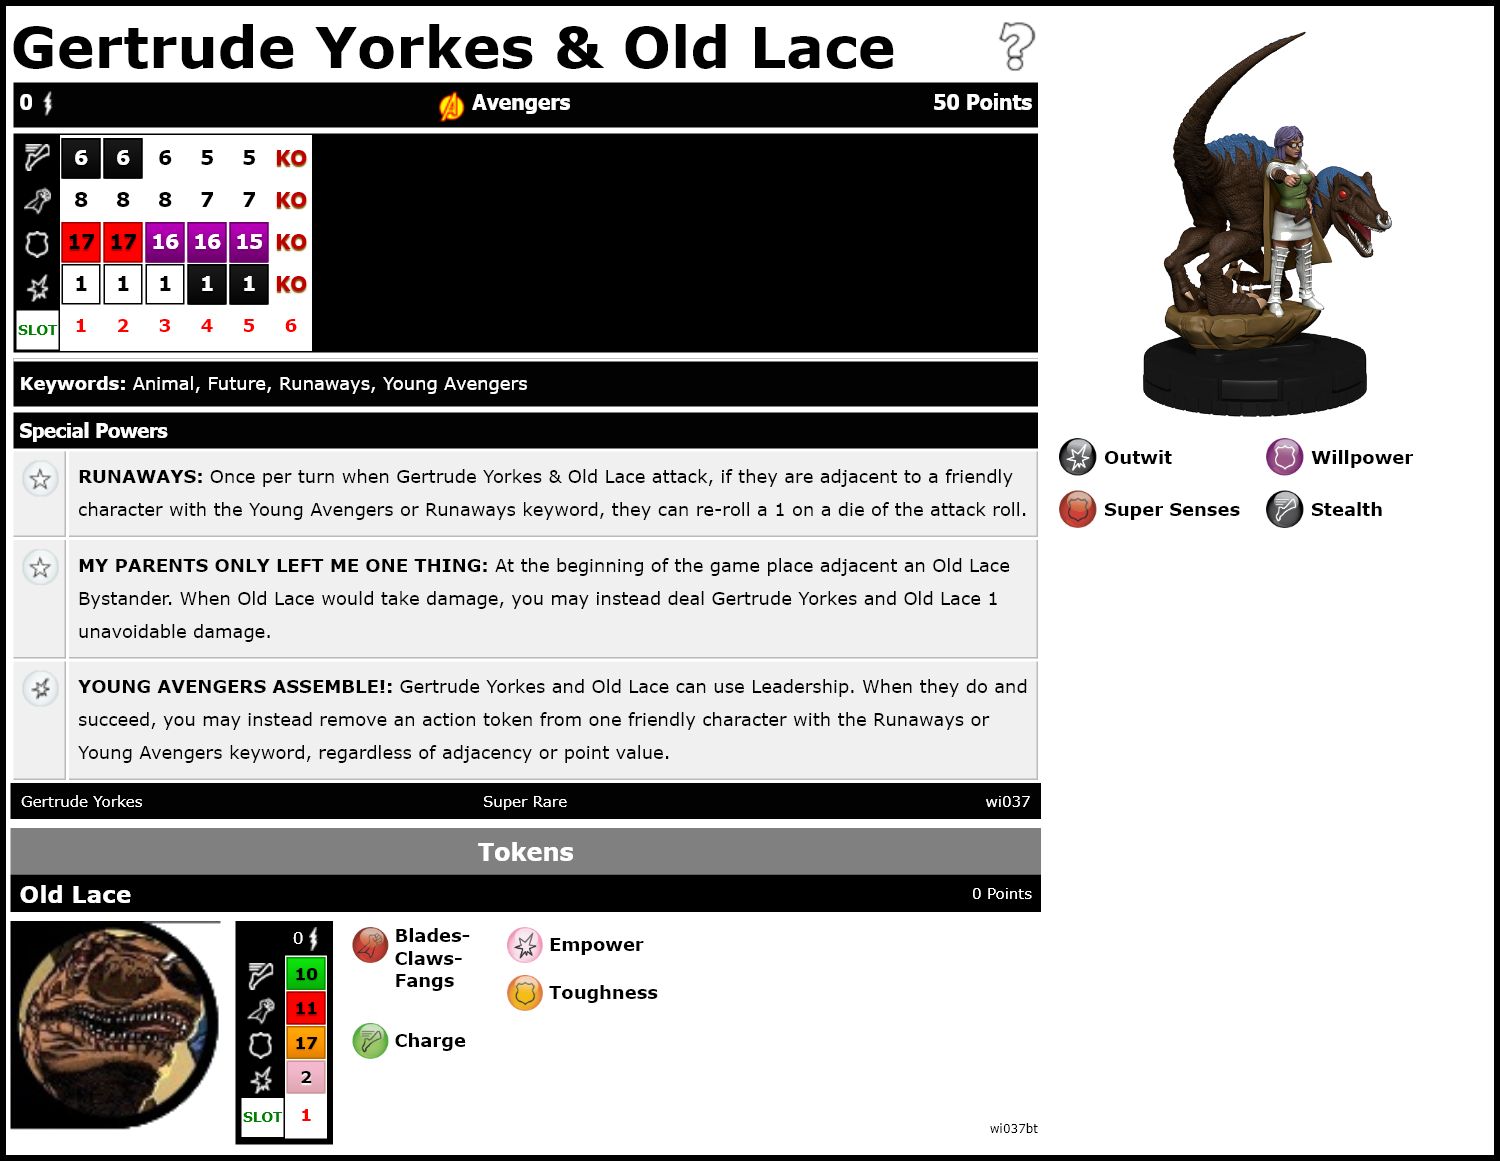 Gertrude Yorkes & Old Lace
0 Avengers 50 Points
6 6 6 5 5 KO
8 8 8 7 7 KO
17 17 16 16 15 KO
1 1 1 1 1 KO
SLOT 1 2 3 4 5 6
Keywords: Animal, Future, Runaways, Young Avengers
Special Powers
RUNAWAYS: Once per turn when Gertrude Yorkes & Old Lace attack, if they are adjacent to a friendly
character with the Young Avengers or Runaways keyword, they can re-roll a 1 on a die of the attack roll.
MY PARENTS ONLY LEFT ME ONE THING: At the beginning of the game place adjacent an Old Lace
Bystander. When Old Lace would take damage, you may instead deal Gertrude Yorkes and Old Lace 1
unavoidable damage.
YOUNG AVENGERS ASSEMBLE!: Gertrude Yorkes and Old Lace can use Leadership. When they do and
succeed, you may instead remove an action token from one friendly character with the Runaways or
Young Avengers keyword, regardless of adjacency or point value.
Gertrude Yorkes Super Rare wi037
Outwit Willpower
Super Senses Stealth
Tokens
Old Lace 0 Points
0
10
11
17
2
SLOT 1
Blades-
Claws-
Fangs
Empower
Toughness
Charge
wi037bt